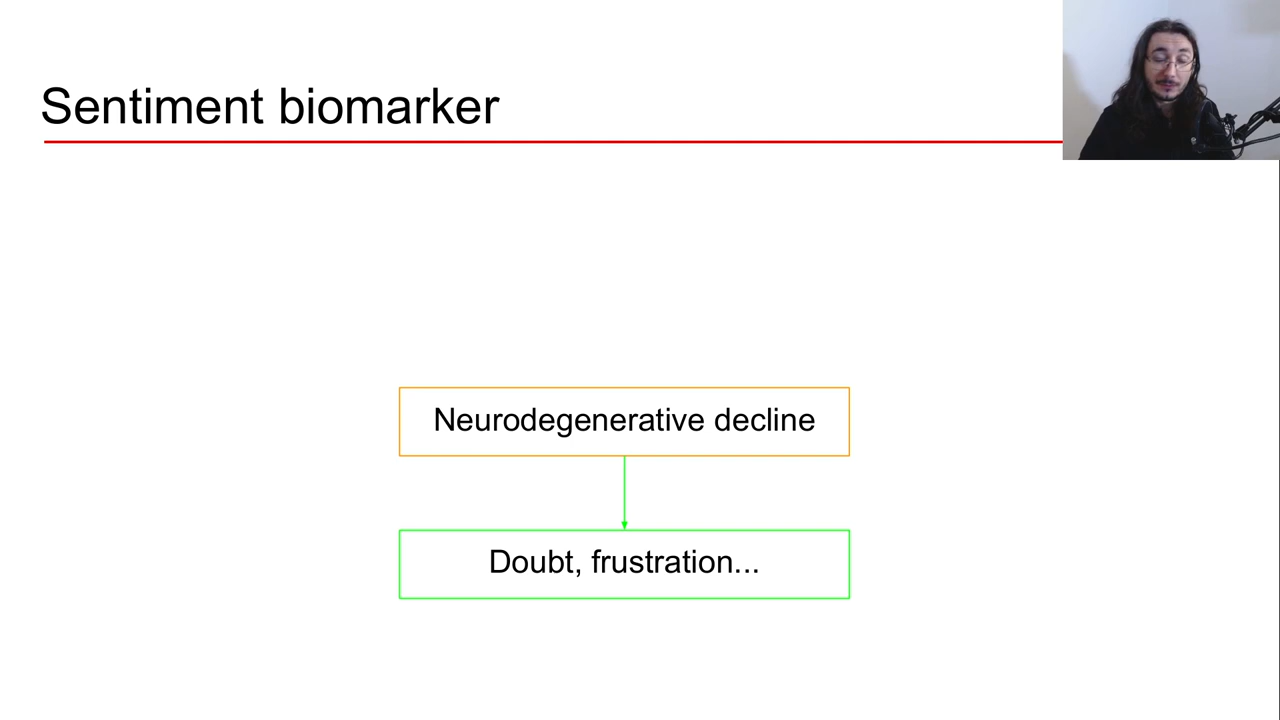 Sentiment biomarker
Neurodegenerative decline
Doubt, frustration...